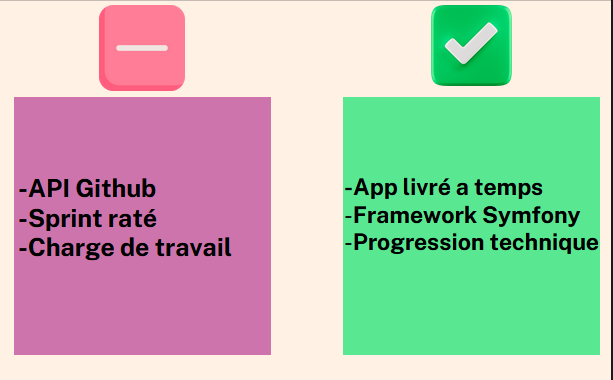 -API Github
-Sprint raté
-Charge de travail
-App livré a temps
-Framework Symfony
-Progression technique